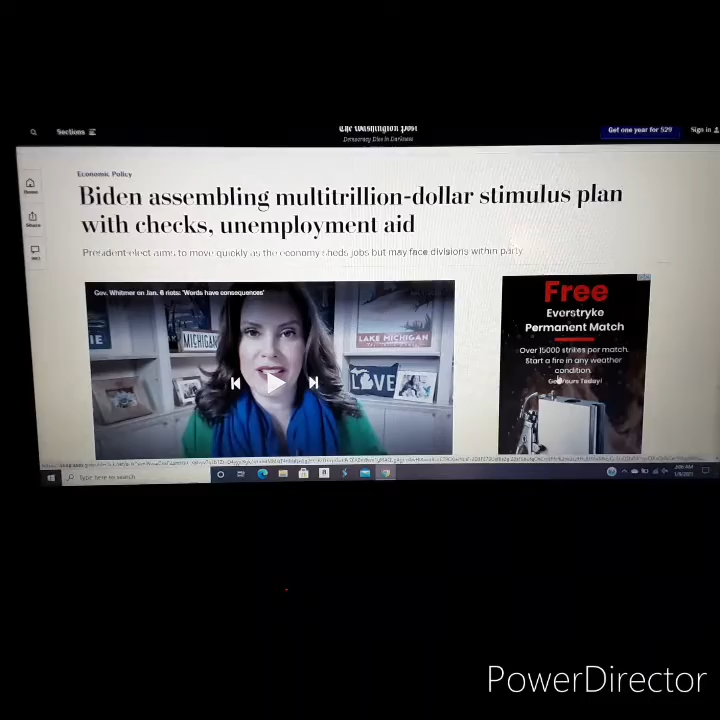 Sections
The Washington Post
Democracy Dies in Darkness
Get one year for $29
Sign in
Home
Share
Economic Policy
Biden assembling multitrillion-dollar stimulus plan
with checks, unemployment aid
President-elect aims to move quickly as the economy sheds jobs but may face divisions within party
Gov. Whitmer on Jan. 6 riots: 'Words have consequences'
MICHIGAN
LAKE MICHIGAN
LOVE
Free
Everstryke
Permanent Match
Over 15000 strikes per match.
Start a fire in any weather
condition.
Get Yours Today!
Type here to search
PowerDirector